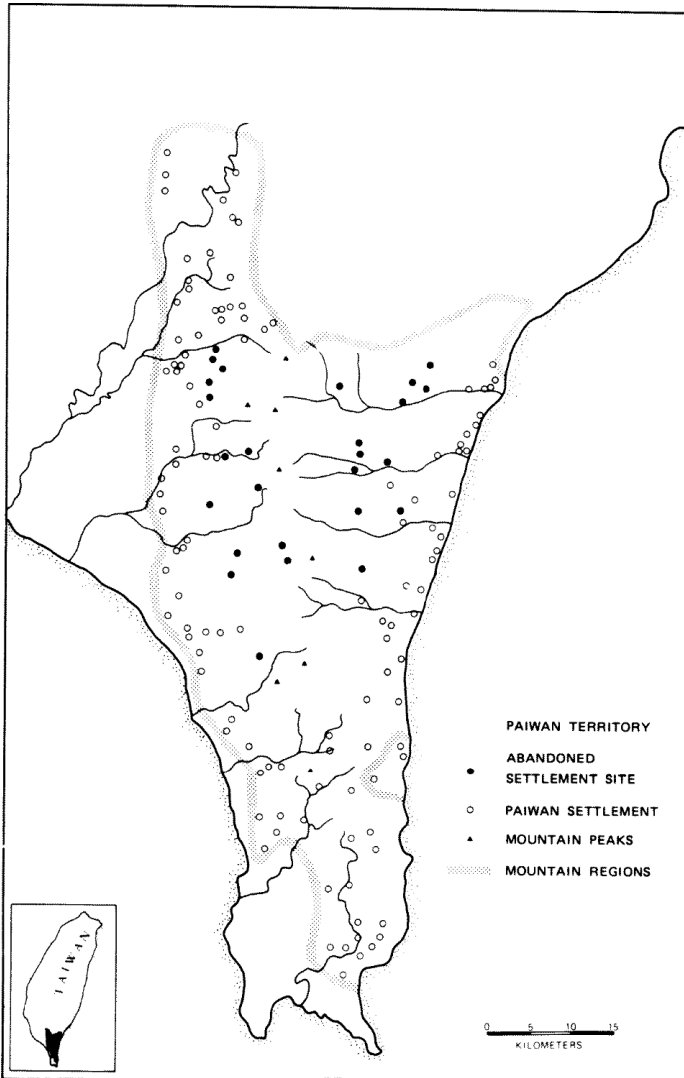 PAIWAN TERRITORY
ABANDONED
SETTLEMENT SITE
PAIWAN SETTLEMENT
MOUNTAIN PEAKS
MOUNTAIN REGIONS
TAIWAN
0 5 10 15
KILOMETERS